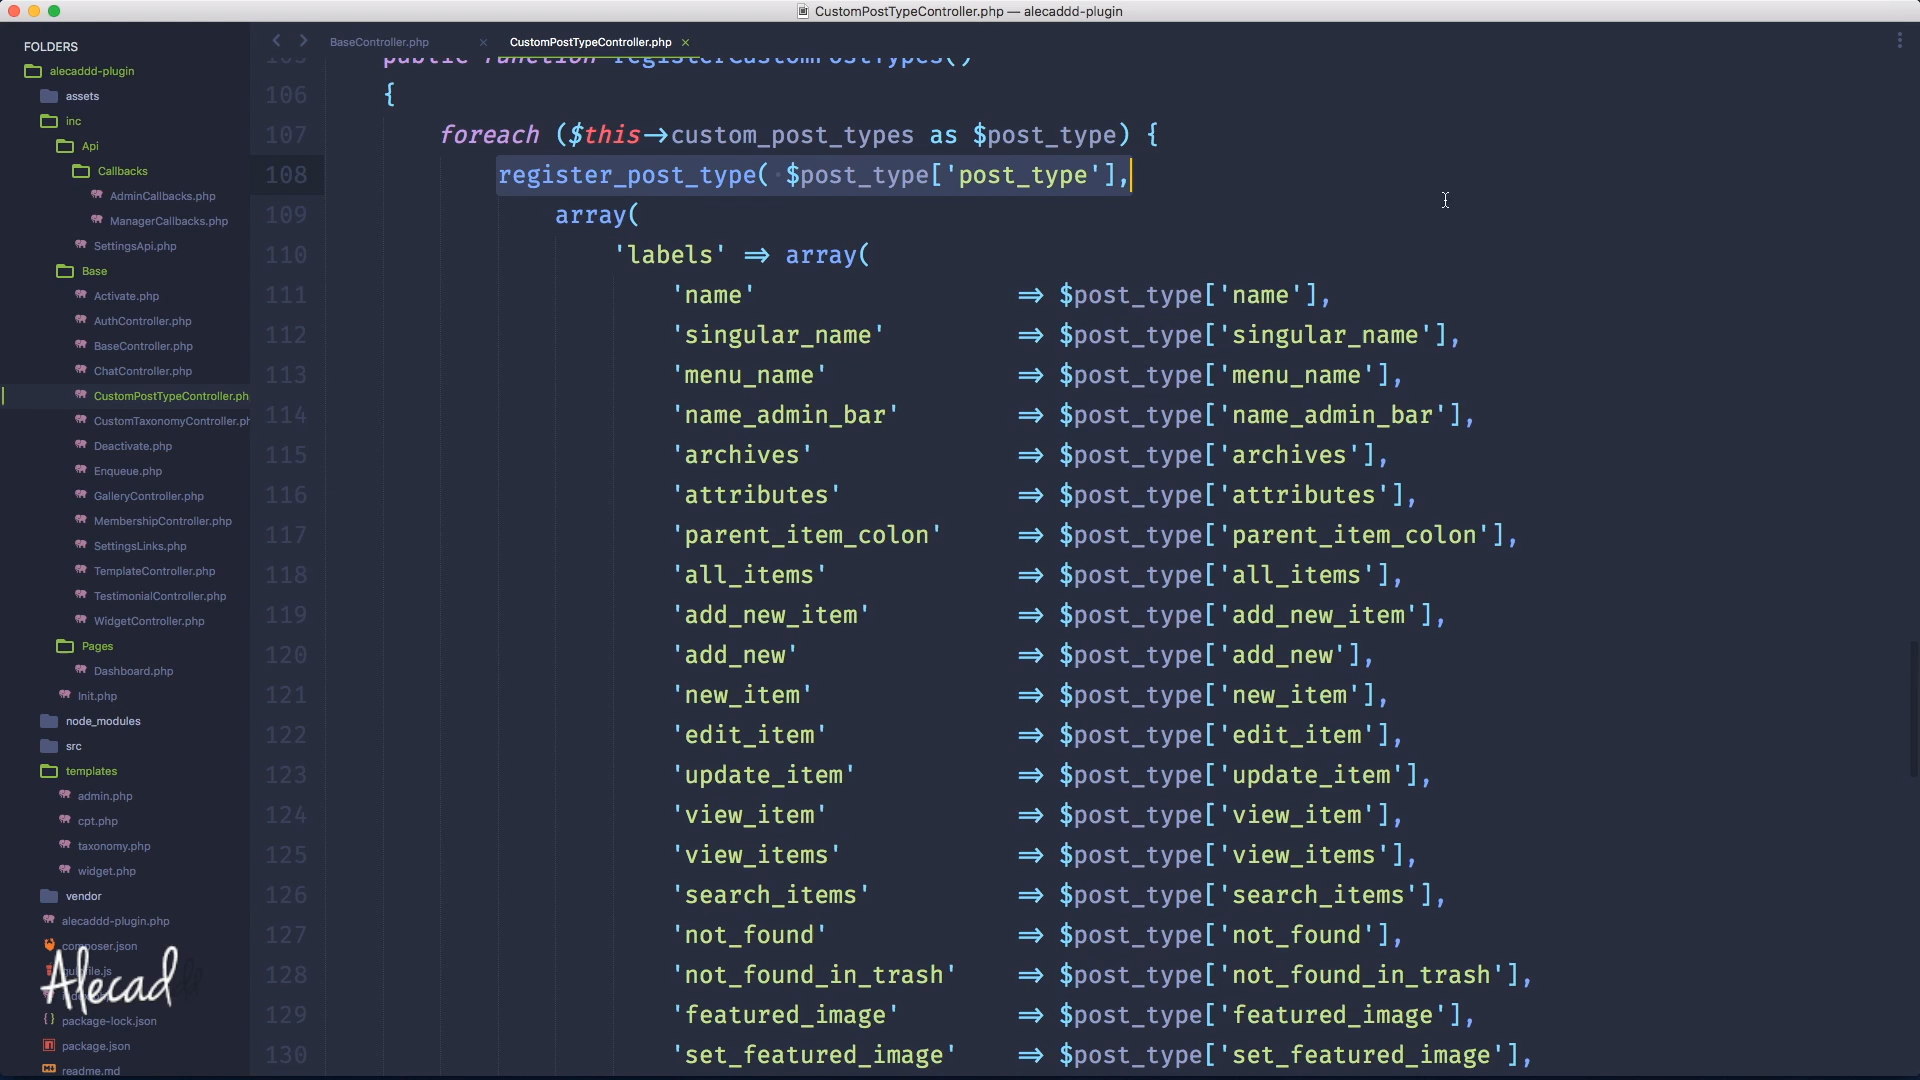 CustomPostTypeController.php — alecaddd-plugin
FOLDERS
alecaddd-plugin
assets
inc
Api
Callbacks
AdminCallbacks.php
ManagerCallbacks.php
SettingsApi.php
Base
Activate.php
AuthController.php
BaseController.php
ChatController.php
CustomPostTypeController.ph
CustomTaxonomyController.ph
Deactivate.php
Enqueue.php
GalleryController.php
MembershipController.php
SettingsLinks.php
TemplateController.php
TestimonialController.php
WidgetController.php
Pages
Dashboard.php
Init.php
node_modules
src
templates
admin.php
cpt.php
taxonomy.php
widget.php
vendor
alecaddd-plugin.php
composer.json
package-lock.json
package.json
readme.md
Alecad
BaseController.php
CustomPostTypeController.php
105 public function registerCustomPostTypes()
106 {
107 foreach ($this->custom_post_types as $post_type) {
108 register_post_type( $post_type['post_type'],
109 array(
110 'labels' => array(
111 'name' => $post_type['name'],
112 'singular_name' => $post_type['singular_name'],
113 'menu_name' => $post_type['menu_name'],
114 'name_admin_bar' => $post_type['name_admin_bar'],
115 'archives' => $post_type['archives'],
116 'attributes' => $post_type['attributes'],
117 'parent_item_colon' => $post_type['parent_item_colon'],
118 'all_items' => $post_type['all_items'],
119 'add_new_item' => $post_type['add_new_item'],
120 'add_new' => $post_type['add_new'],
121 'new_item' => $post_type['new_item'],
122 'edit_item' => $post_type['edit_item'],
123 'update_item' => $post_type['update_item'],
124 'view_item' => $post_type['view_item'],
125 'view_items' => $post_type['view_items'],
126 'search_items' => $post_type['search_items'],
127 'not_found' => $post_type['not_found'],
128 'not_found_in_trash' => $post_type['not_found_in_trash'],
129 'featured_image' => $post_type['featured_image'],
130 'set_featured_image' => $post_type['set_featured_image'],